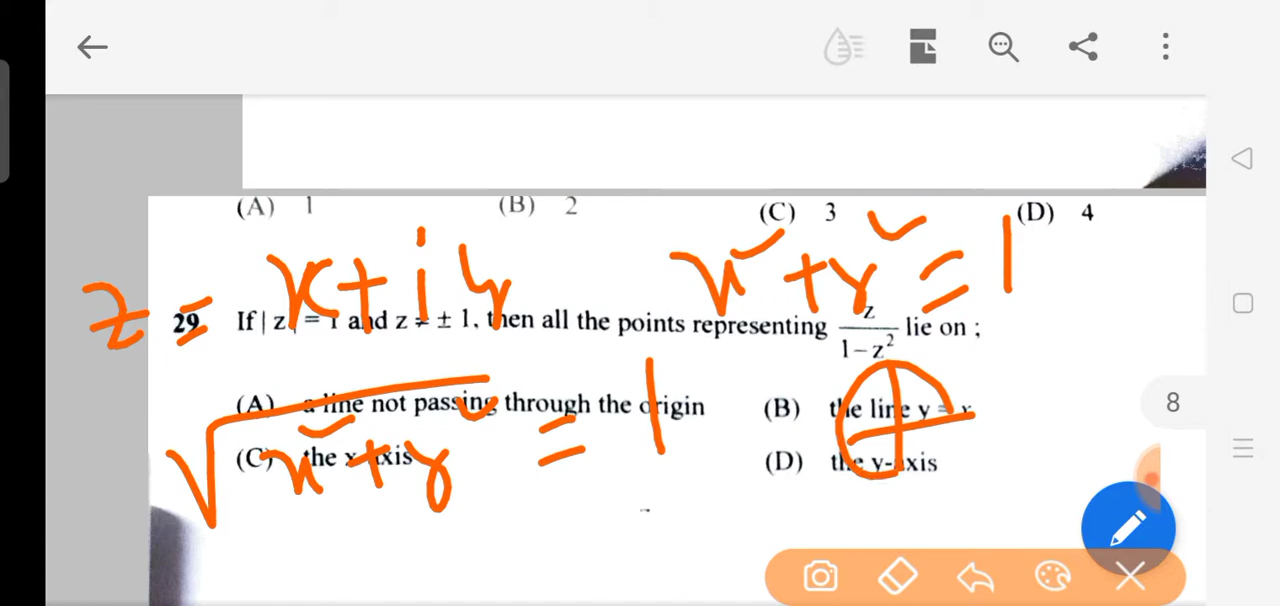 (A) 1 (B) 2 (C) 3 (D) 4
z = x + iy x² + y² = 1
29 If | z | = 1 and z ≠ ± 1, then all the points representing z/(1−z²) lie on ;
(A) a line not passing through the origin (B) the line y = x
(C) the x-axis (D) the y-axis
√x² + y² = 1
8